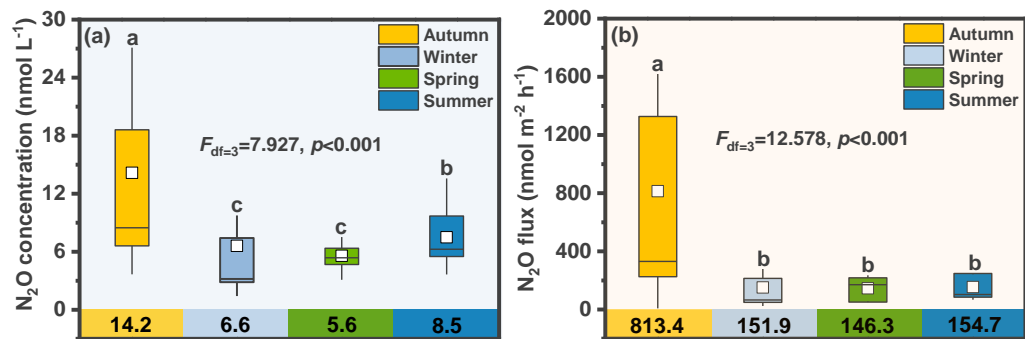 (a)
N₂O concentration (nmol L⁻¹)
30
24
18
12
6
0
Autumn
Winter
Spring
Summer
a
c
c
b
F_df=3=7.927, p<0.001
14.2
6.6
5.6
8.5
(b)
N₂O flux (nmol m⁻² h⁻¹)
2000
1600
1200
800
400
0
Autumn
Winter
Spring
Summer
a
b
b
b
F_df=3=12.578, p<0.001
813.4
151.9
146.3
154.7